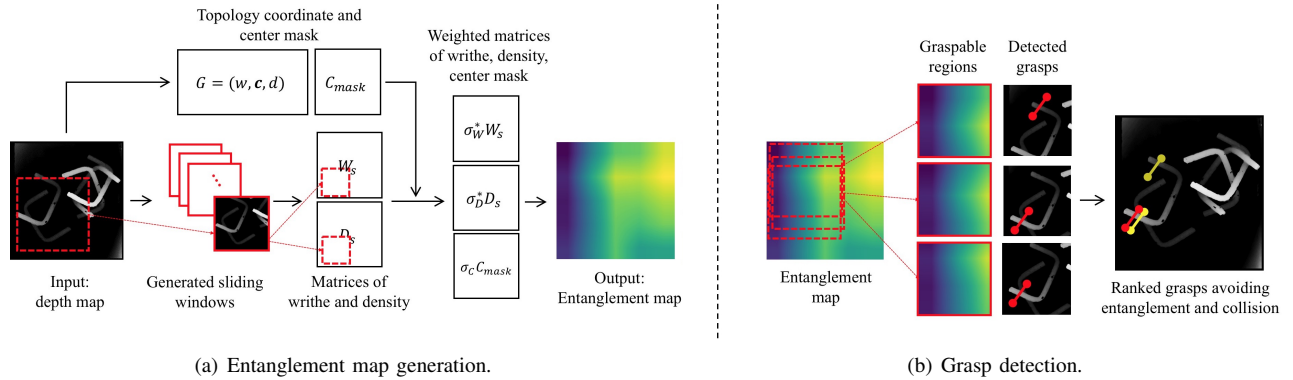 Topology coordinate and
center mask
G = (w, c, d)
C_mask
Weighted matrices
of writhe, density,
center mask
W_s
D_s
σ*_W W_s
σ*_D D_s
σ_C C_mask
Input:
depth map
Generated sliding
windows
Matrices of
writhe and density
Output:
Entanglement map
(a) Entanglement map generation.
Graspable
regions
Detected
grasps
Entanglement
map
Ranked grasps avoiding
entanglement and collision
(b) Grasp detection.